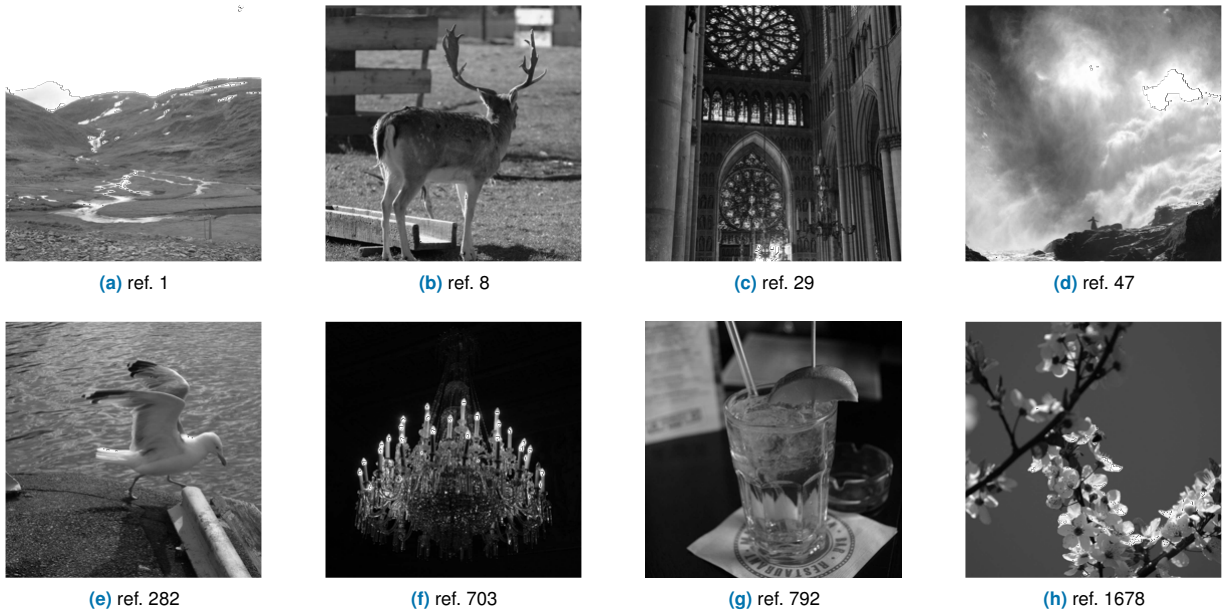 (a) ref. 1
(b) ref. 8
(c) ref. 29
(d) ref. 47
(e) ref. 282
(f) ref. 703
(g) ref. 792
(h) ref. 1678